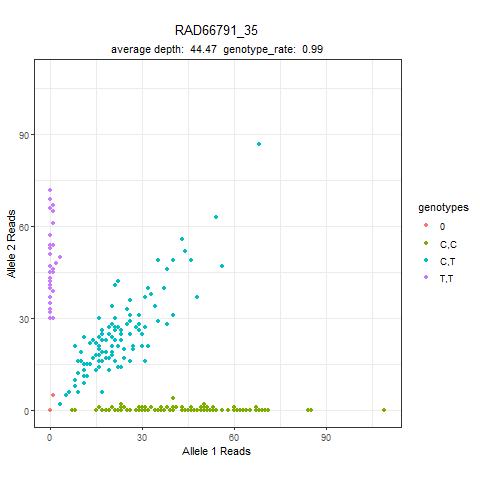 RAD66791_35
average depth: 44.47 genotype_rate: 0.99
Allele 2 Reads
90
60
30
0
0 30 60 90
Allele 1 Reads
genotypes
0
C,C
C,T
T,T